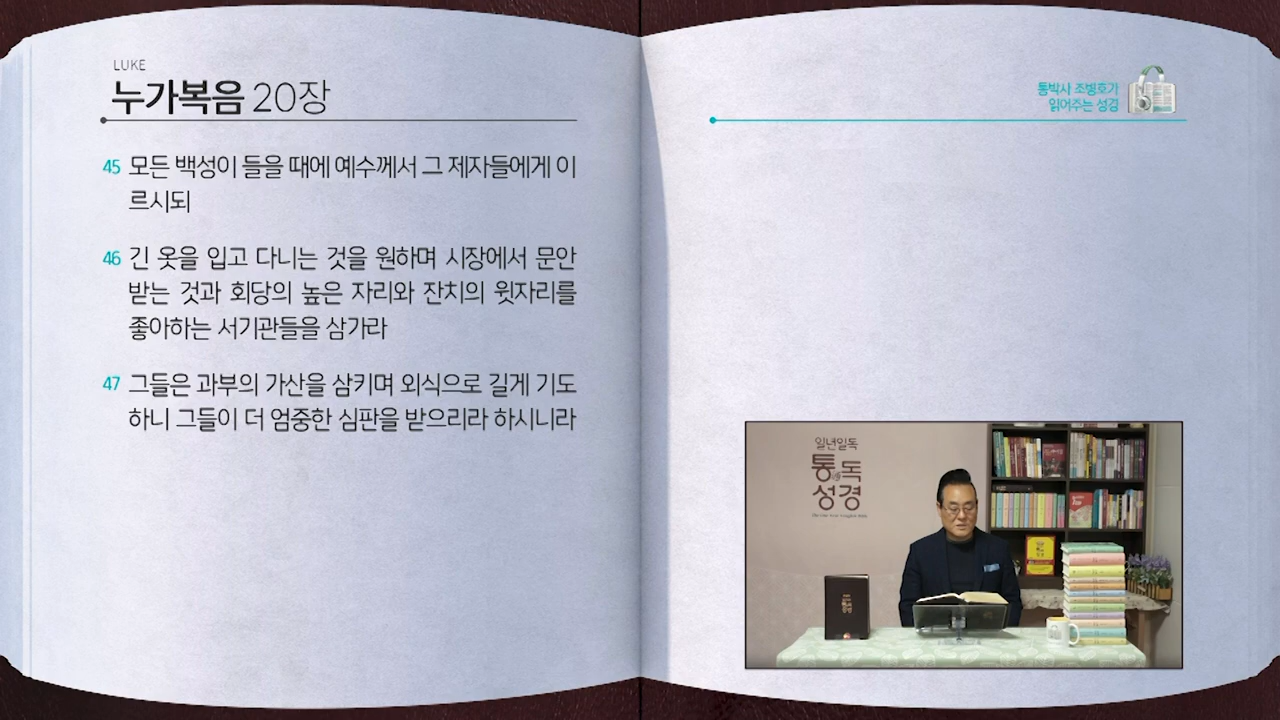 LUKE
누가복음 20장
45 모든 백성이 들을 때에 예수께서 그 제자들에게 이
르시되
46 긴 옷을 입고 다니는 것을 원하며 시장에서 문안
받는 것과 회당의 높은 자리와 잔치의 윗자리를
좋아하는 서기관들을 삼가라
47 그들은 과부의 가산을 삼키며 외식으로 길게 기도
하니 그들이 더 엄중한 심판을 받으리라 하시니라
통박사 조병호가
읽어주는 성경
일년일독
통독
성경